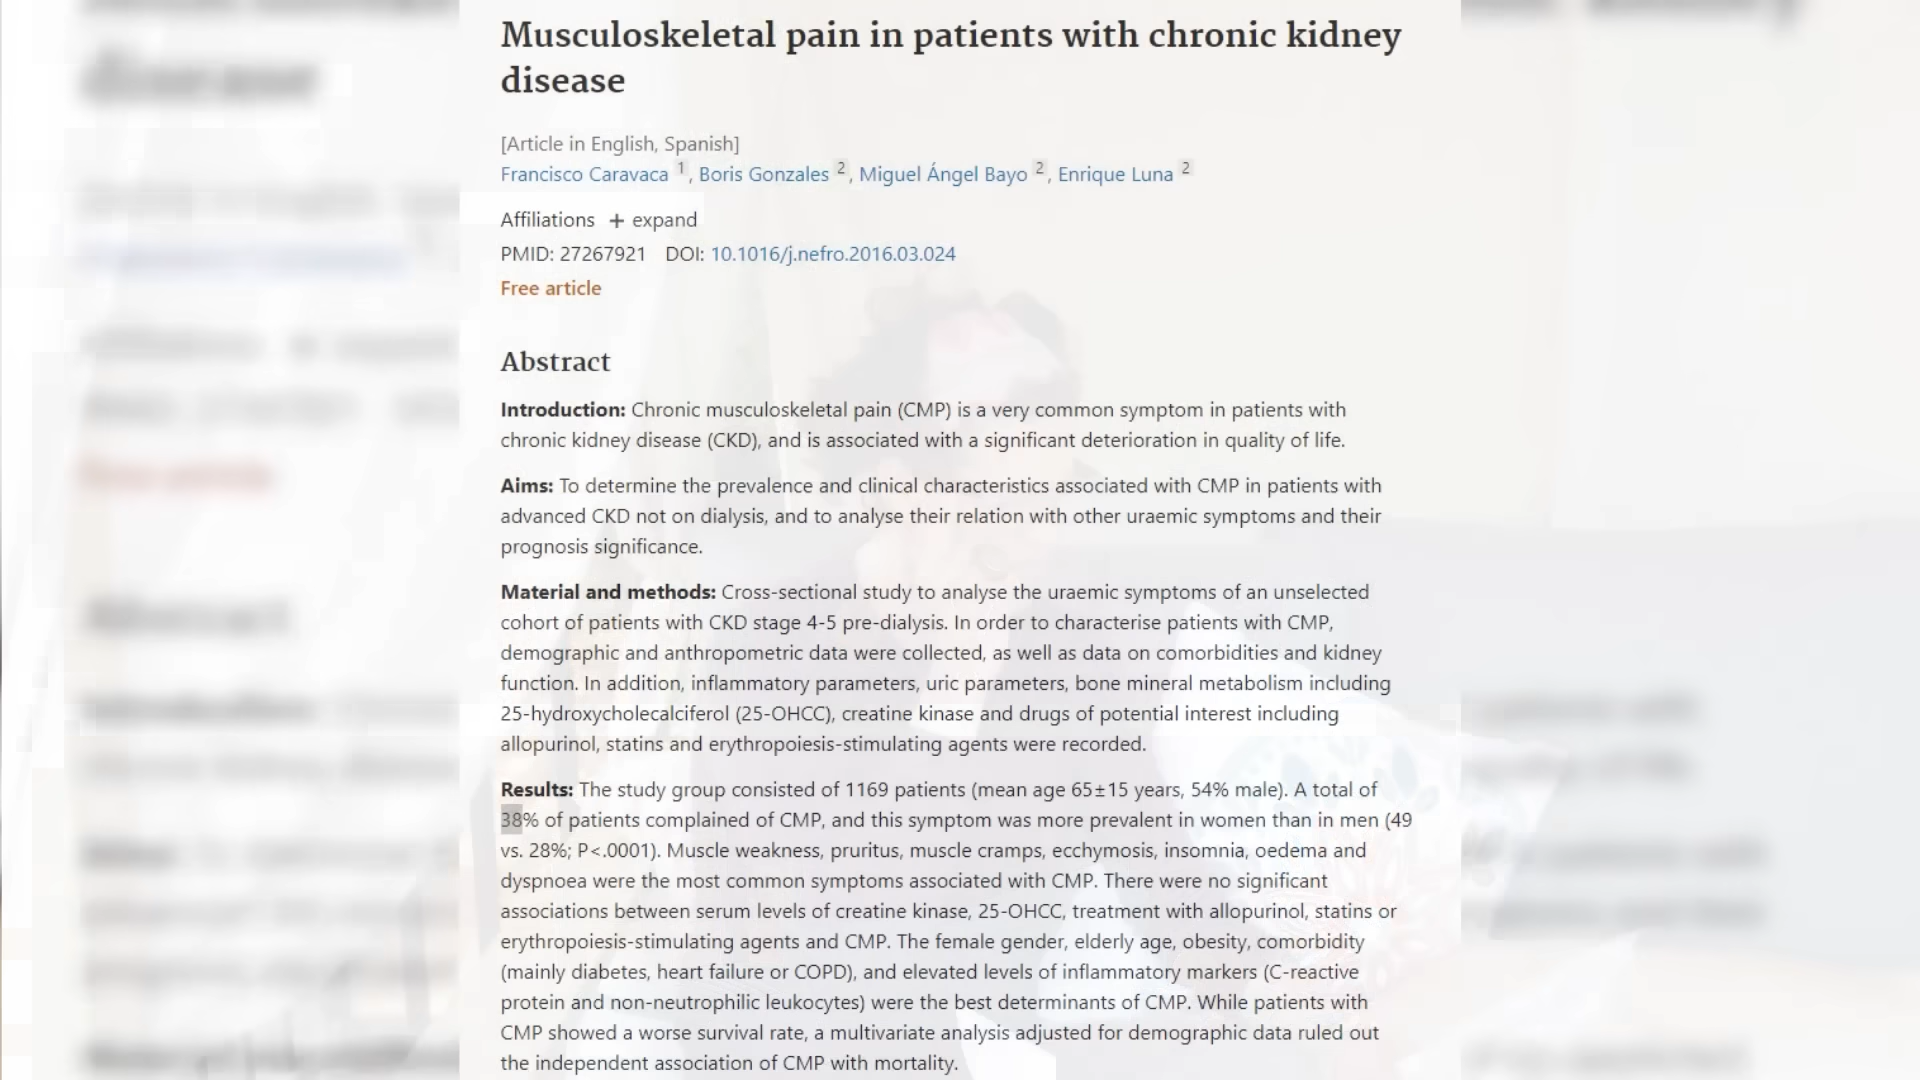 Musculoskeletal pain in patients with chronic kidney
disease
[Article in English, Spanish]
Francisco Caravaca 1, Boris Gonzales 2, Miguel Ángel Bayo 2, Enrique Luna 2
Affiliations + expand
PMID: 27267921 DOI: 10.1016/j.nefro.2016.03.024
Free article
Abstract
Introduction: Chronic musculoskeletal pain (CMP) is a very common symptom in patients with
chronic kidney disease (CKD), and is associated with a significant deterioration in quality of life.
Aims: To determine the prevalence and clinical characteristics associated with CMP in patients with
advanced CKD not on dialysis, and to analyse their relation with other uraemic symptoms and their
prognosis significance.
Material and methods: Cross-sectional study to analyse the uraemic symptoms of an unselected
cohort of patients with CKD stage 4-5 pre-dialysis. In order to characterise patients with CMP,
demographic and anthropometric data were collected, as well as data on comorbidities and kidney
function. In addition, inflammatory parameters, uric parameters, bone mineral metabolism including
25-hydroxycholecalciferol (25-OHCC), creatine kinase and drugs of potential interest including
allopurinol, statins and erythropoiesis-stimulating agents were recorded.
Results: The study group consisted of 1169 patients (mean age 65±15 years, 54% male). A total of
38% of patients complained of CMP, and this symptom was more prevalent in women than in men (49
vs. 28%; P<.0001). Muscle weakness, pruritus, muscle cramps, ecchymosis, insomnia, oedema and
dyspnoea were the most common symptoms associated with CMP. There were no significant
associations between serum levels of creatine kinase, 25-OHCC, treatment with allopurinol, statins or
erythropoiesis-stimulating agents and CMP. The female gender, elderly age, obesity, comorbidity
(mainly diabetes, heart failure or COPD), and elevated levels of inflammatory markers (C-reactive
protein and non-neutrophilic leukocytes) were the best determinants of CMP. While patients with
CMP showed a worse survival rate, a multivariate analysis adjusted for demographic data ruled out
the independent association of CMP with mortality.